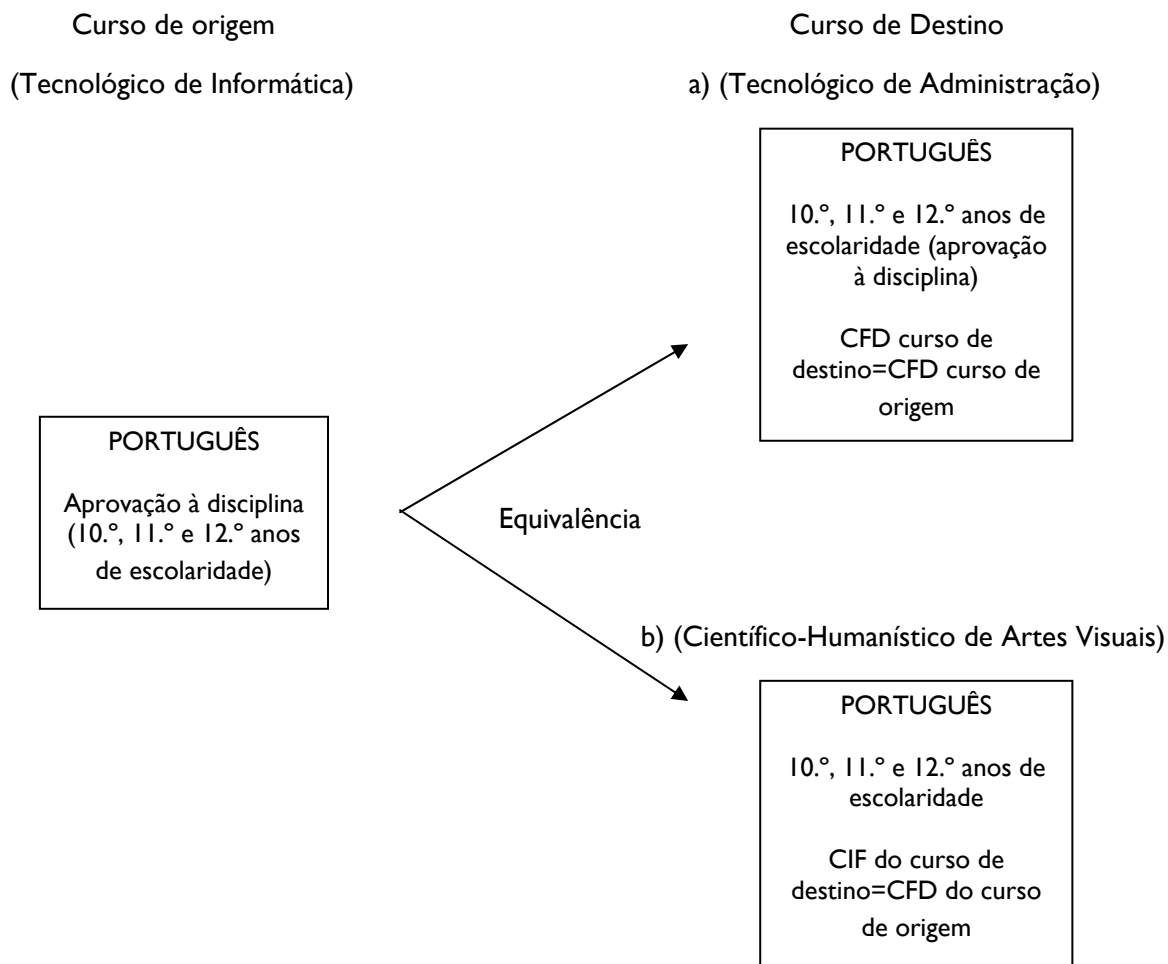 Curso de origem
(Tecnológico de Informática)
Curso de Destino
a) (Tecnológico de Administração)
PORTUGUÊS
10.º, 11.º e 12.º anos de
escolaridade (aprovação
à disciplina)
CFD curso de
destino=CFD curso de
origem
PORTUGUÊS
Aprovação à disciplina
(10.º, 11.º e 12.º anos
de escolaridade)
Equivalência
b) (Científico-Humanístico de Artes Visuais)
PORTUGUÊS
10.º, 11.º e 12.º anos de
escolaridade
CIF do curso de
destino=CFD do curso
de origem